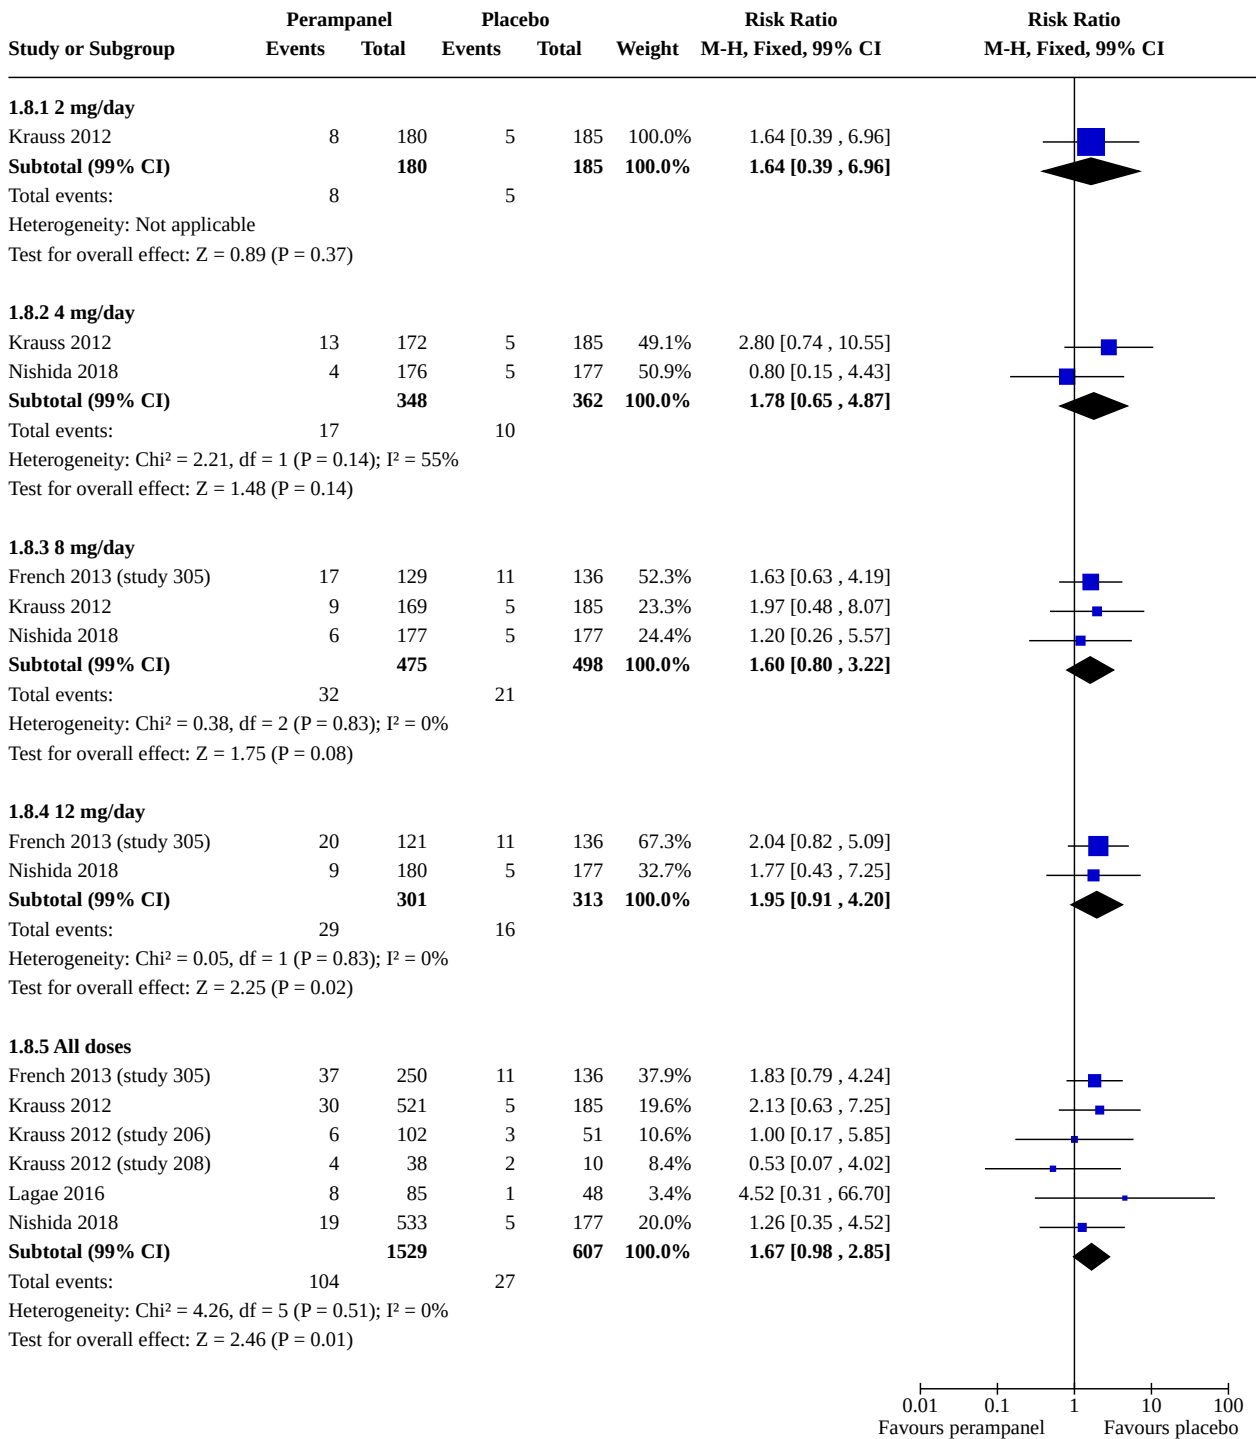 Perampanel Placebo Risk Ratio Risk Ratio
Study or Subgroup Events Total Events Total Weight M-H, Fixed, 99% CI M-H, Fixed, 99% CI
1.8.1 2 mg/day
Krauss 2012 8 180 5 185 100.0% 1.64 [0.39 , 6.96]
Subtotal (99% CI) 180 185 100.0% 1.64 [0.39 , 6.96]
Total events: 8 5
Heterogeneity: Not applicable
Test for overall effect: Z = 0.89 (P = 0.37)
1.8.2 4 mg/day
Krauss 2012 13 172 5 185 49.1% 2.80 [0.74 , 10.55]
Nishida 2018 4 176 5 177 50.9% 0.80 [0.15 , 4.43]
Subtotal (99% CI) 348 362 100.0% 1.78 [0.65 , 4.87]
Total events: 17 10
Heterogeneity: Chi² = 2.21, df = 1 (P = 0.14); I² = 55%
Test for overall effect: Z = 1.48 (P = 0.14)
1.8.3 8 mg/day
French 2013 (study 305) 17 129 11 136 52.3% 1.63 [0.63 , 4.19]
Krauss 2012 9 169 5 185 23.3% 1.97 [0.48 , 8.07]
Nishida 2018 6 177 5 177 24.4% 1.20 [0.26 , 5.57]
Subtotal (99% CI) 475 498 100.0% 1.60 [0.80 , 3.22]
Total events: 32 21
Heterogeneity: Chi² = 0.38, df = 2 (P = 0.83); I² = 0%
Test for overall effect: Z = 1.75 (P = 0.08)
1.8.4 12 mg/day
French 2013 (study 305) 20 121 11 136 67.3% 2.04 [0.82 , 5.09]
Nishida 2018 9 180 5 177 32.7% 1.77 [0.43 , 7.25]
Subtotal (99% CI) 301 313 100.0% 1.95 [0.91 , 4.20]
Total events: 29 16
Heterogeneity: Chi² = 0.05, df = 1 (P = 0.83); I² = 0%
Test for overall effect: Z = 2.25 (P = 0.02)
1.8.5 All doses
French 2013 (study 305) 37 250 11 136 37.9% 1.83 [0.79 , 4.24]
Krauss 2012 30 521 5 185 19.6% 2.13 [0.63 , 7.25]
Krauss 2012 (study 206) 6 102 3 51 10.6% 1.00 [0.17 , 5.85]
Krauss 2012 (study 208) 4 38 2 10 8.4% 0.53 [0.07 , 4.02]
Lagae 2016 8 85 1 48 3.4% 4.52 [0.31 , 66.70]
Nishida 2018 19 533 5 177 20.0% 1.26 [0.35 , 4.52]
Subtotal (99% CI) 1529 607 100.0% 1.67 [0.98 , 2.85]
Total events: 104 27
Heterogeneity: Chi² = 4.26, df = 5 (P = 0.51); I² = 0%
Test for overall effect: Z = 2.46 (P = 0.01)
0.01 0.1 1 10 100
Favours perampanel Favours placebo